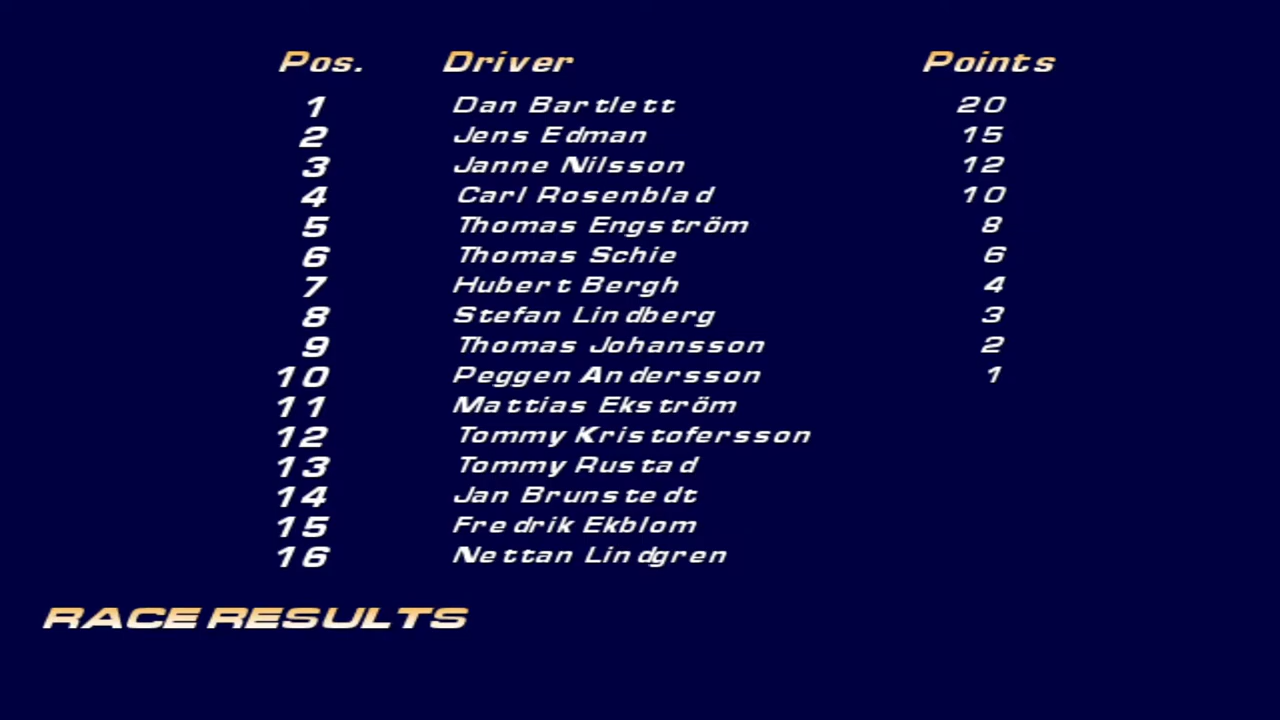 Pos. Driver Points
1 Dan Bartlett 20
2 Jens Edman 15
3 Janne Nilsson 12
4 Carl Rosenblad 10
5 Thomas Engström 8
6 Thomas Schie 6
7 Hubert Bergh 4
8 Stefan Lindberg 3
9 Thomas Johansson 2
10 Peggen Andersson 1
11 Mattias Ekström
12 Tommy Kristofersson
13 Tommy Rustad
14 Jan Brunstedt
15 Fredrik Ekblom
16 Nettan Lindgren
RACE RESULTS